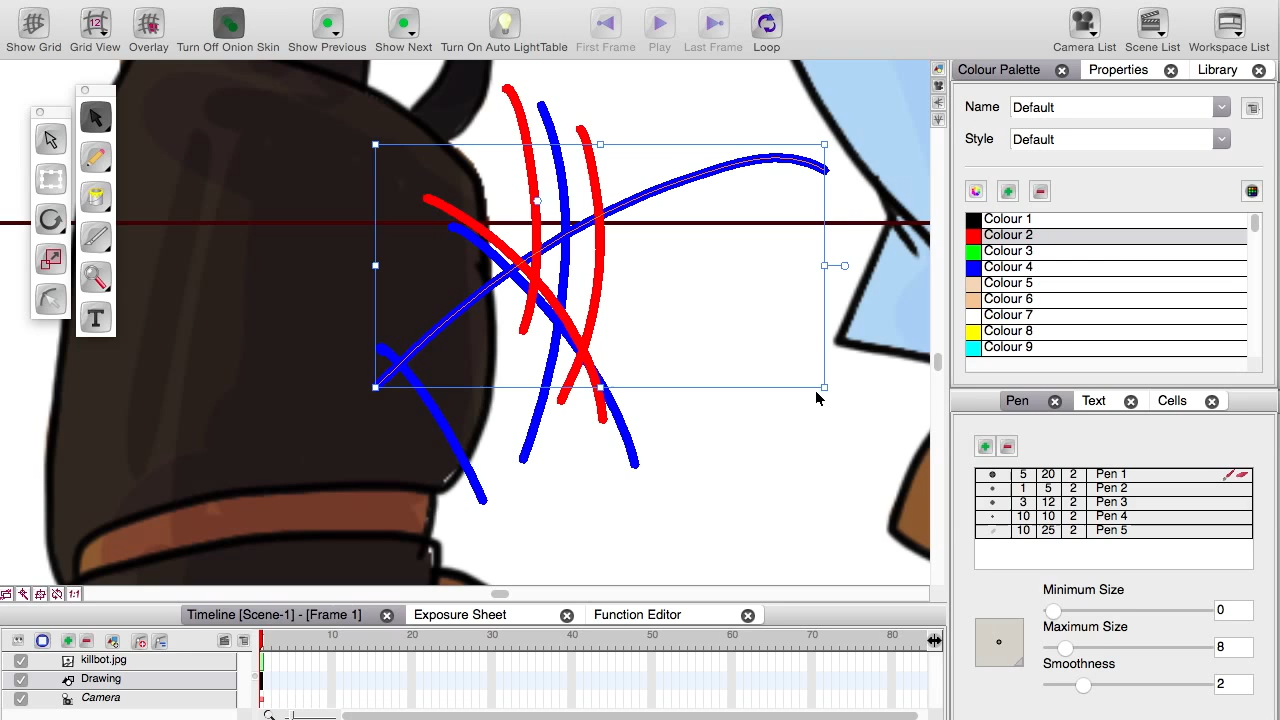 12
Show Grid Grid View Overlay Turn Off Onion Skin Show Previous Show Next Turn On Auto LightTable First Frame Play Last Frame Loop Camera List Scene List Workspace List
Colour Palette Properties Library
Name Default
Style Default
Colour 1
Colour 2
Colour 3
Colour 4
Colour 5
Colour 6
Colour 7
Colour 8
Colour 9
T
Pen Text Cells
5 20 2 Pen 1
1 5 2 Pen 2
3 12 2 Pen 3
10 10 2 Pen 4
10 25 2 Pen 5
Minimum Size
0
Maximum Size
8
Smoothness
2
1:1
Timeline [Scene-1] - [Frame 1] Exposure Sheet Function Editor
10 20 30 40 50 60 70 80
killbot.jpg
Drawing
Camera